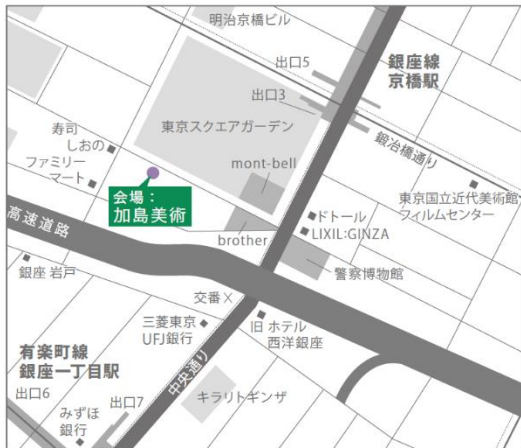 明治京橋ビル
出口5
銀座線
京橋駅
出口3
東京スクエアガーデン
鍛冶橋通り
寿司
しおの
ファミリー
マート
mont-bell
会場：
加島美術
東京国立近代美術館
フィルムセンター
高速道路
brother
ドトール
LIXIL:GINZA
警察博物館
銀座 岩戸
交番 X
三菱東京
UFJ銀行
旧 ホテル
西洋銀座
有楽町線
銀座一丁目駅
中央通り
キラリトギンザ
出口6
出口7
みずほ
銀行